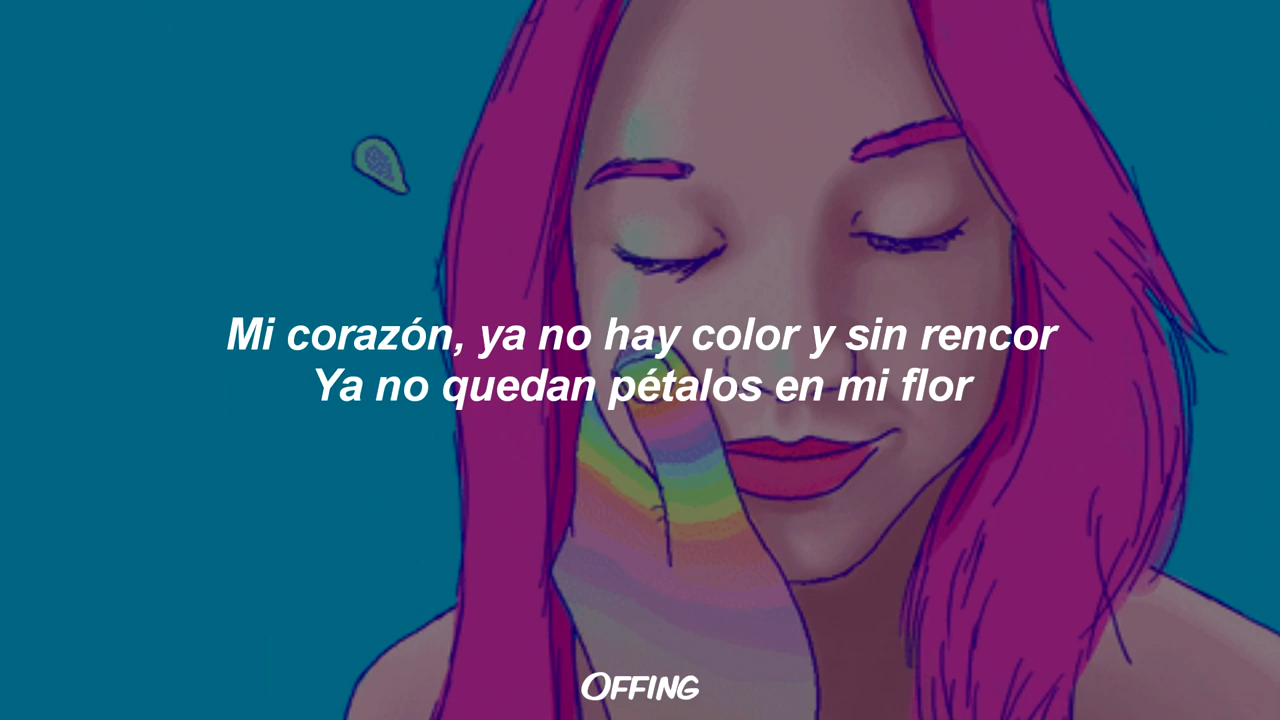 Mi corazón, ya no hay color y sin rencor
Ya no quedan pétalos en mi flor
OFFING